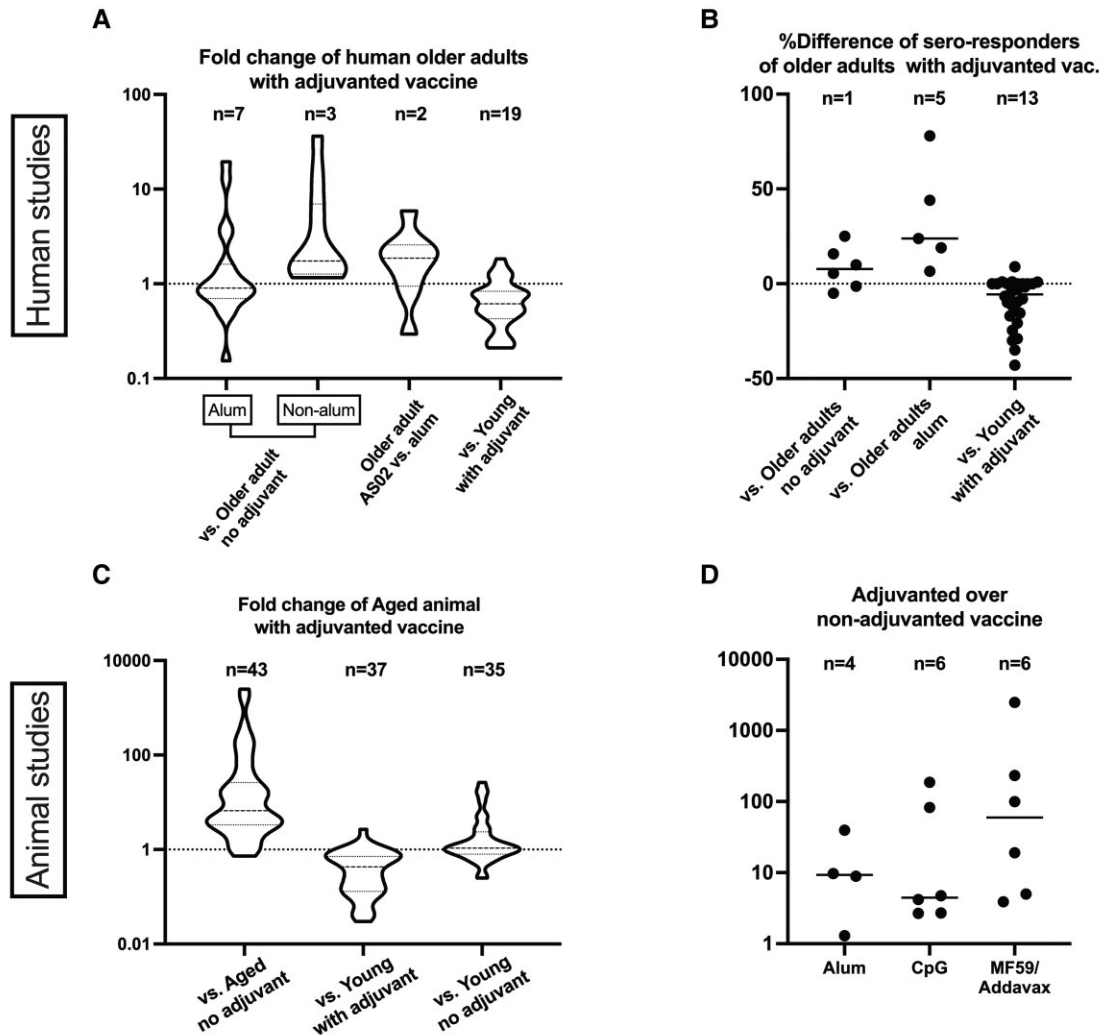 Human studies
A
Fold change of human older adults
with adjuvanted vaccine
n=7 n=3 n=2 n=19
100
10
1
0.1
Alum Non-alum
vs. Older adult
no adjuvant
Older adult
AS02 vs. alum
vs. Young
with adjuvant
B
%Difference of sero-responders
of older adults with adjuvanted vac.
n=1 n=5 n=13
100
50
0
-50
vs. Older adults
no adjuvant
vs. Older adults
alum
vs. Young
with adjuvant
Animal studies
C
Fold change of Aged animal
with adjuvanted vaccine
n=43 n=37 n=35
10000
100
1
0.01
vs. Aged
no adjuvant
vs. Young
with adjuvant
vs. Young
no adjuvant
D
Adjuvanted over
non-adjuvanted vaccine
n=4 n=6 n=6
10000
1000
100
10
1
Alum CpG MF59/
Addavax